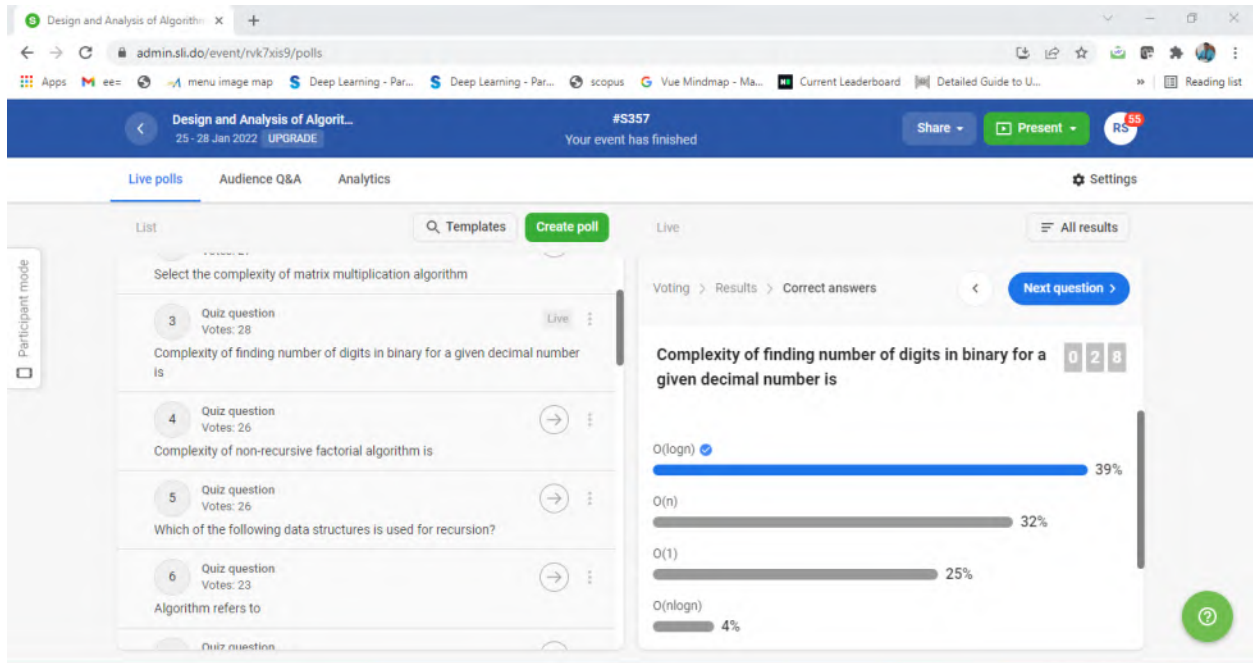 Design and Analysis of Algorithm
admin.sli.do/event/rvk7xis9/polls
Apps
ee=
menu image map
Deep Learning - Par...
Deep Learning - Par...
scopus
Vue Mindmap - Ma...
Current Leaderboard
Detailed Guide to U...
»
Reading list
Design and Analysis of Algorit...
25 - 28 Jan 2022 UPGRADE
#S357
Your event has finished
Share
Present
RS
55
Live polls
Audience Q&A
Analytics
Settings
Participant mode
List
Templates
Create poll
Select the complexity of matrix multiplication algorithm
3
Quiz question
Votes: 28
Live
Complexity of finding number of digits in binary for a given decimal number
is
4
Quiz question
Votes: 26
Complexity of non-recursive factorial algorithm is
5
Quiz question
Votes: 26
Which of the following data structures is used for recursion?
6
Quiz question
Votes: 23
Algorithm refers to
Quiz question
Live
All results
Voting > Results > Correct answers
Next question >
Complexity of finding number of digits in binary for a
given decimal number is
0 2 8
O(logn)
39%
O(n)
32%
O(1)
25%
O(nlogn)
4%